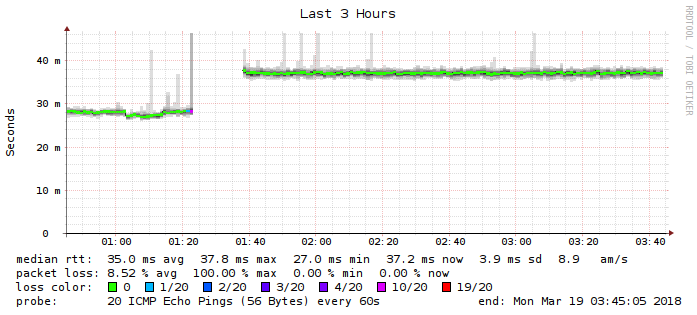 Last 3 Hours
RRDTOOL / TOBI OETIKER
Seconds
40 m
30 m
20 m
10 m
0
01:00 01:20 01:40 02:00 02:20 02:40 03:00 03:20 03:40
median rtt: 35.0 ms avg 37.8 ms max 27.0 ms min 37.2 ms now 3.9 ms sd 8.9 am/s
packet loss: 8.52 % avg 100.00 % max 0.00 % min 0.00 % now
loss color: 0 1/20 2/20 3/20 4/20 10/20 19/20
probe: 20 ICMP Echo Pings (56 Bytes) every 60s end: Mon Mar 19 03:45:05 2018